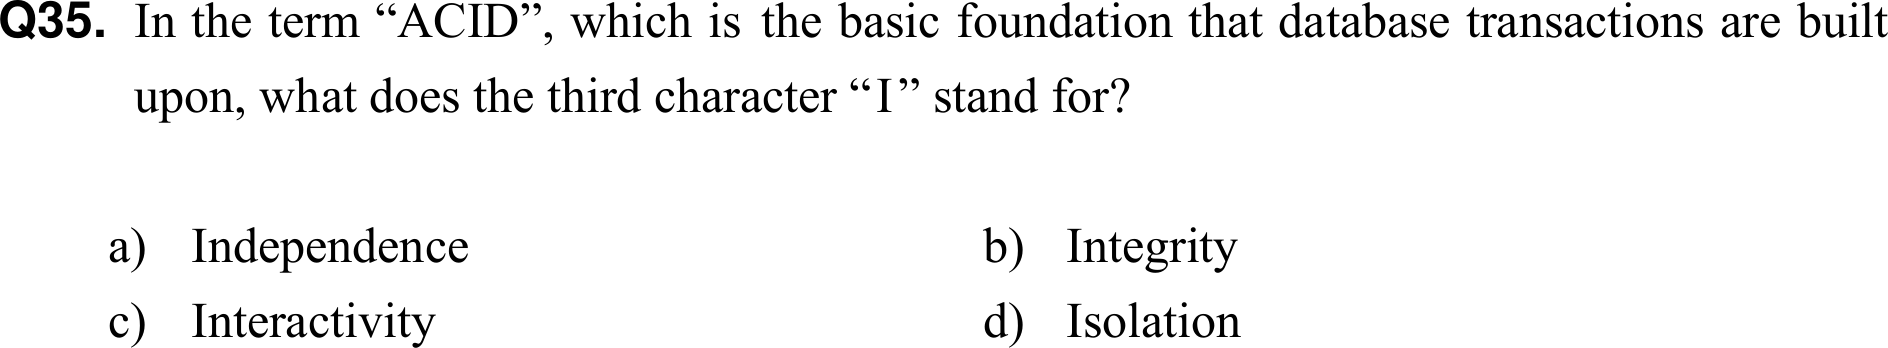 Q35. In the term “ACID”, which is the basic foundation that database transactions are built
upon, what does the third character “I” stand for?
a) Independence b) Integrity
c) Interactivity d) Isolation